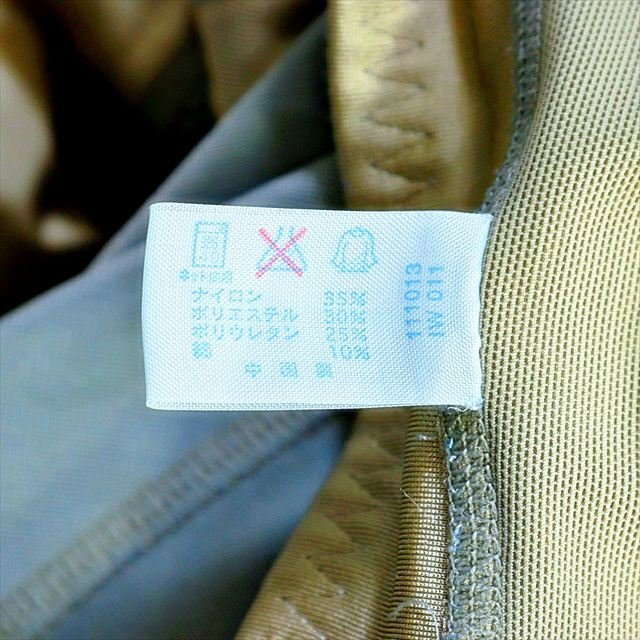 ナイロン 35%
ポリエステル 30%
ポリウレタン 25%
綿 10%
中国製
111013
IW 011